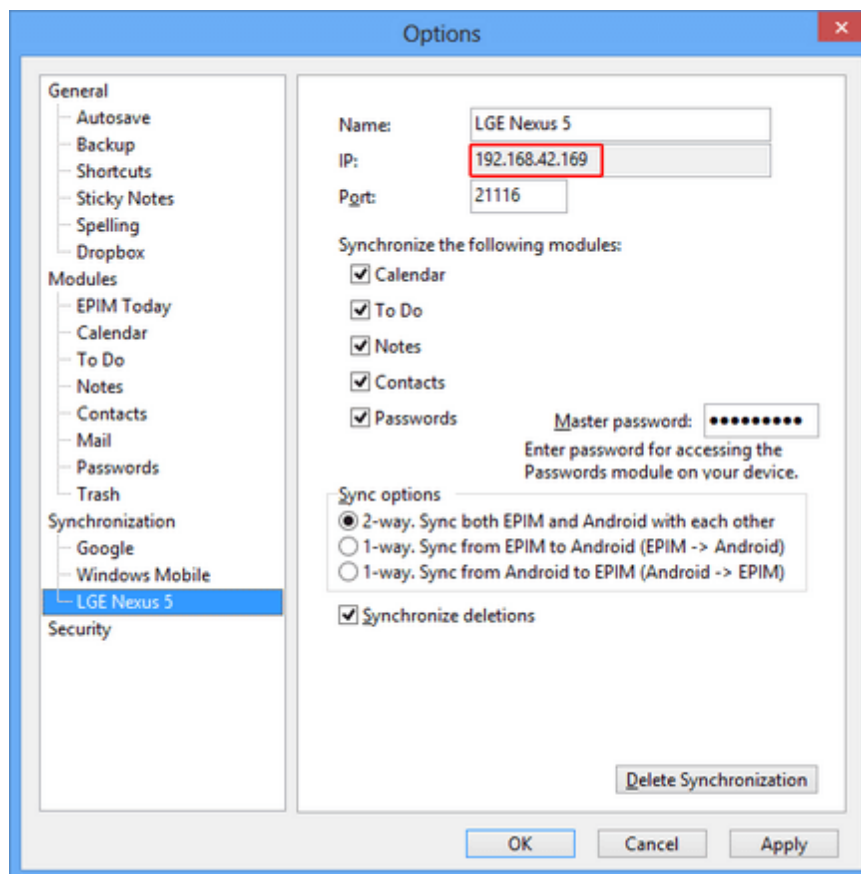 Options
General
Autosave
Backup
Shortcuts
Sticky Notes
Spelling
Dropbox
Modules
EPIM Today
Calendar
To Do
Notes
Contacts
Mail
Passwords
Trash
Synchronization
Google
Windows Mobile
LGE Nexus 5
Security
Name: LGE Nexus 5
IP: 192.168.42.169
Port: 21116
Synchronize the following modules:
Calendar
To Do
Notes
Contacts
Passwords Master password: •••••••••
Enter password for accessing the
Passwords module on your device.
Sync options
2-way. Sync both EPIM and Android with each other
1-way. Sync from EPIM to Android (EPIM -> Android)
1-way. Sync from Android to EPIM (Android -> EPIM)
Synchronize deletions
Delete Synchronization
OK Cancel Apply